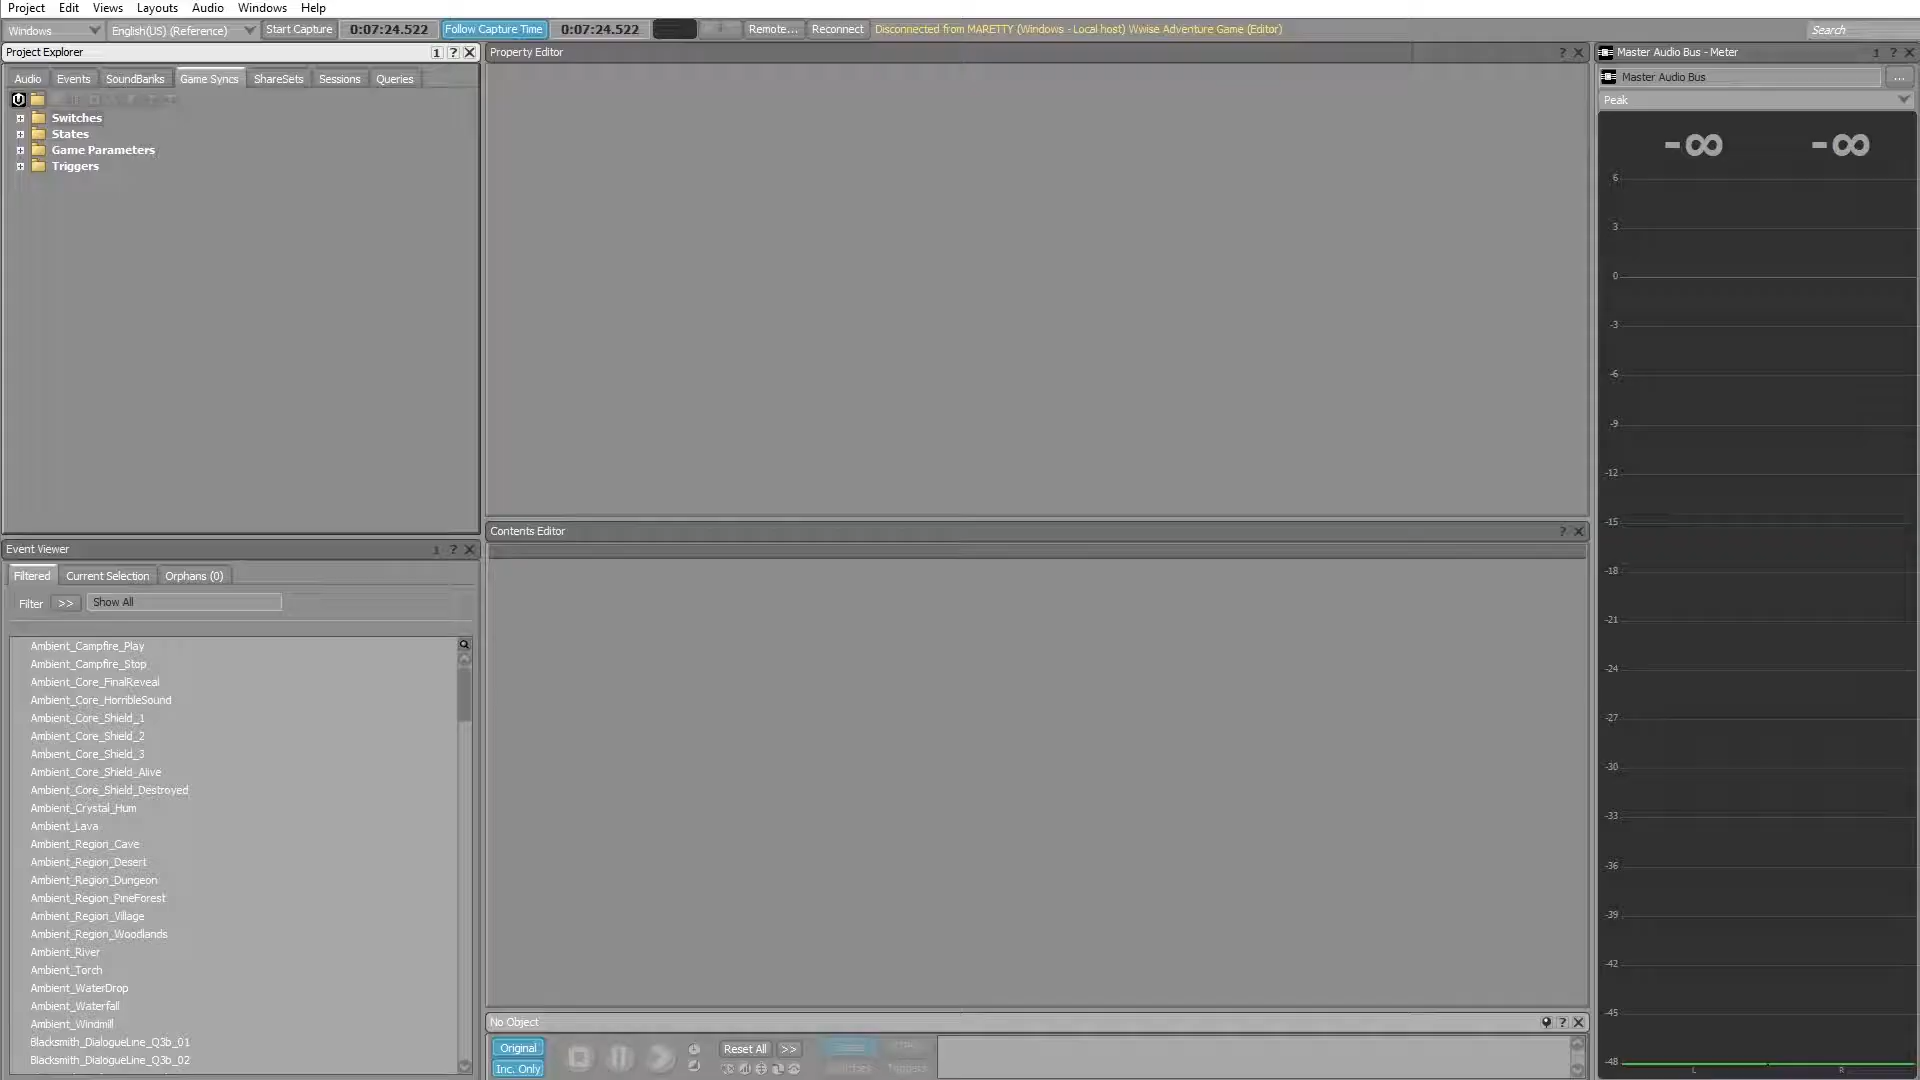 Project Edit Views Layouts Audio Windows Help
Windows English(US) (Reference) Start Capture 0:07:24.522 Follow Capture Time 0:07:24.522 Remote... Reconnect Disconnected from MARETTY (Windows - Local host) Wwise Adventure Game (Editor) Search
Project Explorer 1 ?
Audio Events SoundBanks Game Syncs ShareSets Sessions Queries
Switches
States
Game Parameters
Triggers
Event Viewer 1 ?
Filtered Current Selection Orphans (0)
Filter >> Show All
Ambient_Campfire_Play
Ambient_Campfire_Stop
Ambient_Core_FinalReveal
Ambient_Core_HorribleSound
Ambient_Core_Shield_1
Ambient_Core_Shield_2
Ambient_Core_Shield_3
Ambient_Core_Shield_Alive
Ambient_Core_Shield_Destroyed
Ambient_Crystal_Hum
Ambient_Lava
Ambient_Region_Cave
Ambient_Region_Desert
Ambient_Region_Dungeon
Ambient_Region_PineForest
Ambient_Region_Village
Ambient_Region_Woodlands
Ambient_River
Ambient_Torch
Ambient_WaterDrop
Ambient_Waterfall
Ambient_Windmill
Blacksmith_DialogueLine_Q3b_01
Blacksmith_DialogueLine_Q3b_02
Property Editor ?
Contents Editor ?
No Object ?
Original
Inc. Only
Reset All >>
Master Audio Bus - Meter 1 ?
Master Audio Bus ...
Peak
-∞ -∞
6
3
0
-3
-6
-9
-12
-15
-18
-21
-24
-27
-30
-33
-36
-39
-42
-45
-48
L R